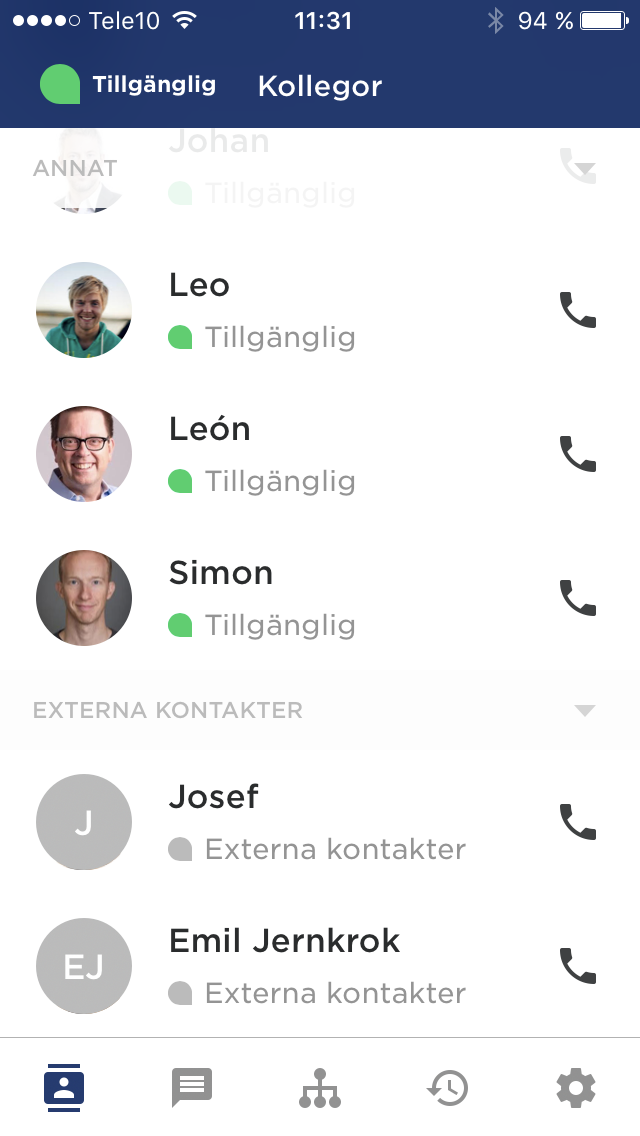 Tele10 11:31 94 %
Tillgänglig Kollegor
Johan
ANNAT
Tillgänglig
Leo
Tillgänglig
León
Tillgänglig
Simon
Tillgänglig
EXTERNA KONTAKTER
J
Josef
Externa kontakter
EJ
Emil Jernkrok
Externa kontakter